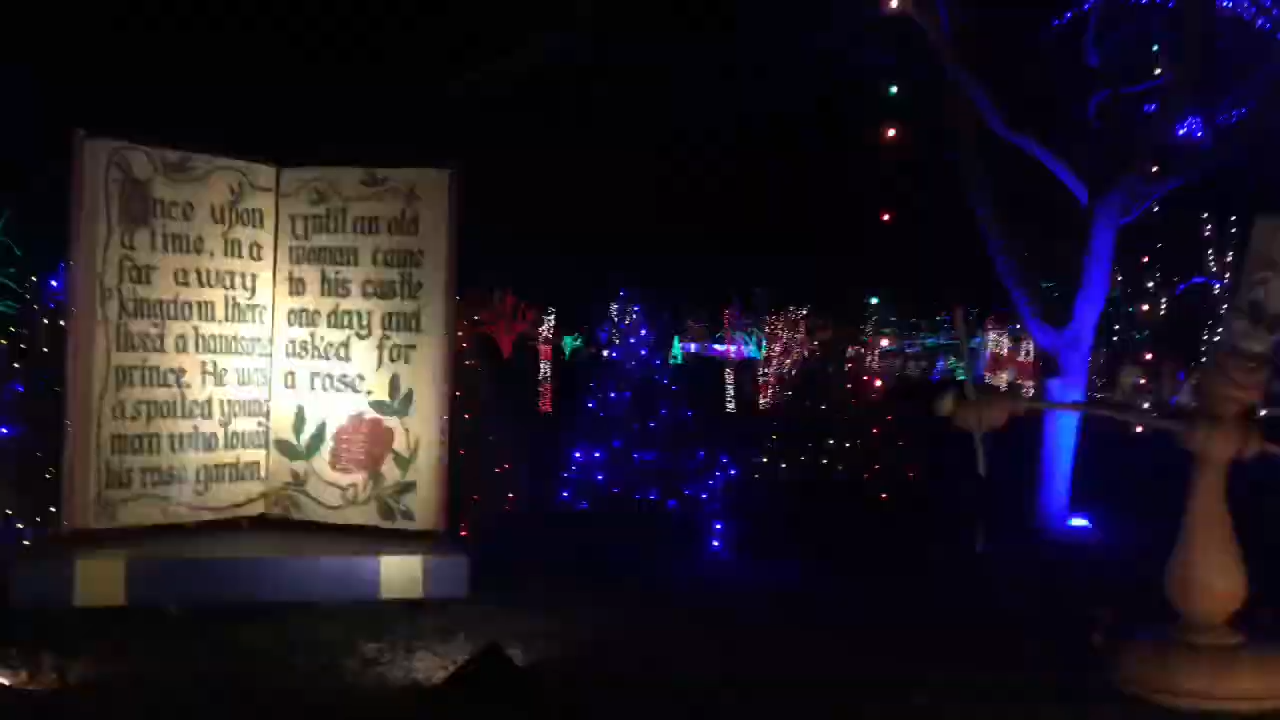 Once upon
a time, in a
far away
kingdom, there
lived a handsome
prince. He was
a spoiled young
man who loved
his rose garden.
Until an old
woman came
to his castle
one day and
asked for
a rose.